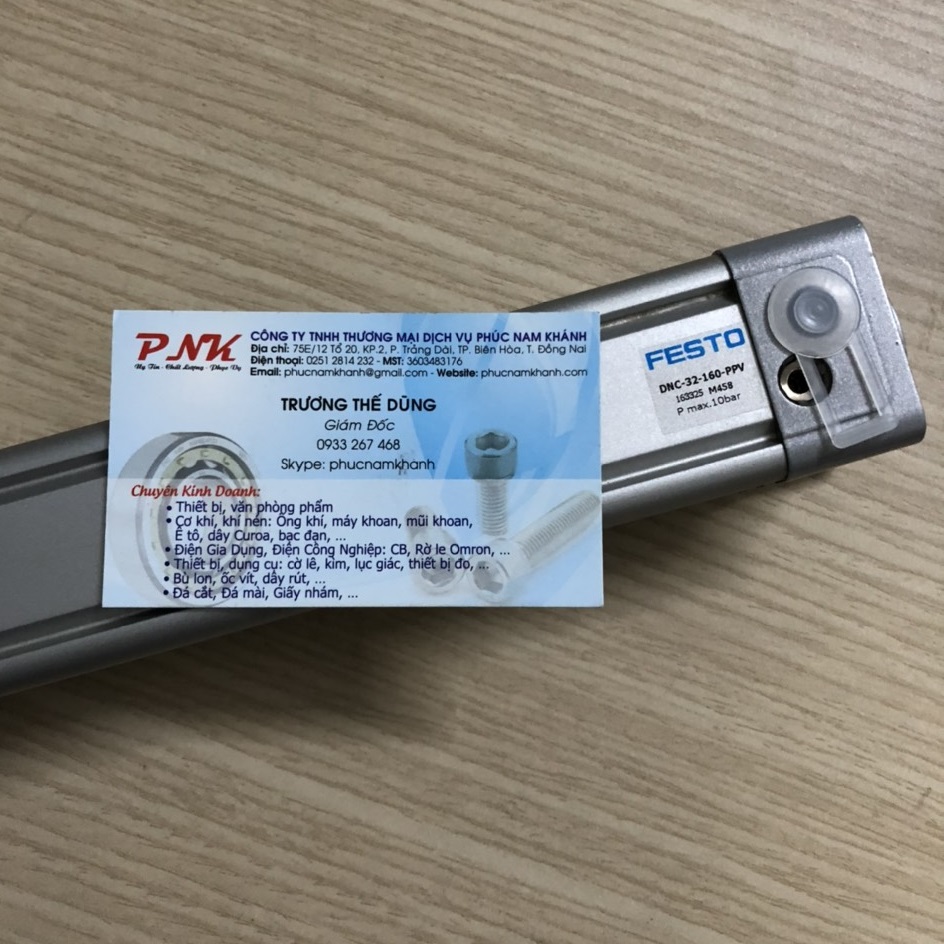 PNK
Uy Tín - Chất Lượng - Phục Vụ
CÔNG TY TNHH THƯƠNG MẠI DỊCH VỤ PHÚC NAM KHÁNH
Địa chỉ: 75E/12 Tổ 20, KP.2, P. Trảng Dài, TP. Biên Hòa, T. Đồng Nai
Điện thoại: 0251 2814 232 - MST: 3603483176
Email: phucnamkhanh@gmail.com - Website: phucnamkhanh.com
TRƯƠNG THẾ DŨNG
Giám Đốc
0933 267 468
Skype: phucnamkhanh
Chuyên Kinh Doanh:
• Thiết bị, văn phòng phẩm
• Cơ khí, khí nén: Ống khí, máy khoan, mũi khoan,
Ê tô, dây Curoa, bạc đạn, ...
• Điện Gia Dụng, Điện Công Nghiệp: CB, Rờ le Omron, ...
• Thiết bị, dụng cụ: cờ lê, kìm, lục giác, thiết bị đo, ...
• Bù lon, ốc vít, dây rút, ...
• Đá cắt, Đá mài, Giấy nhám, ...
FESTO
DNC-32-160-PPV
163325 M458
P max.10bar